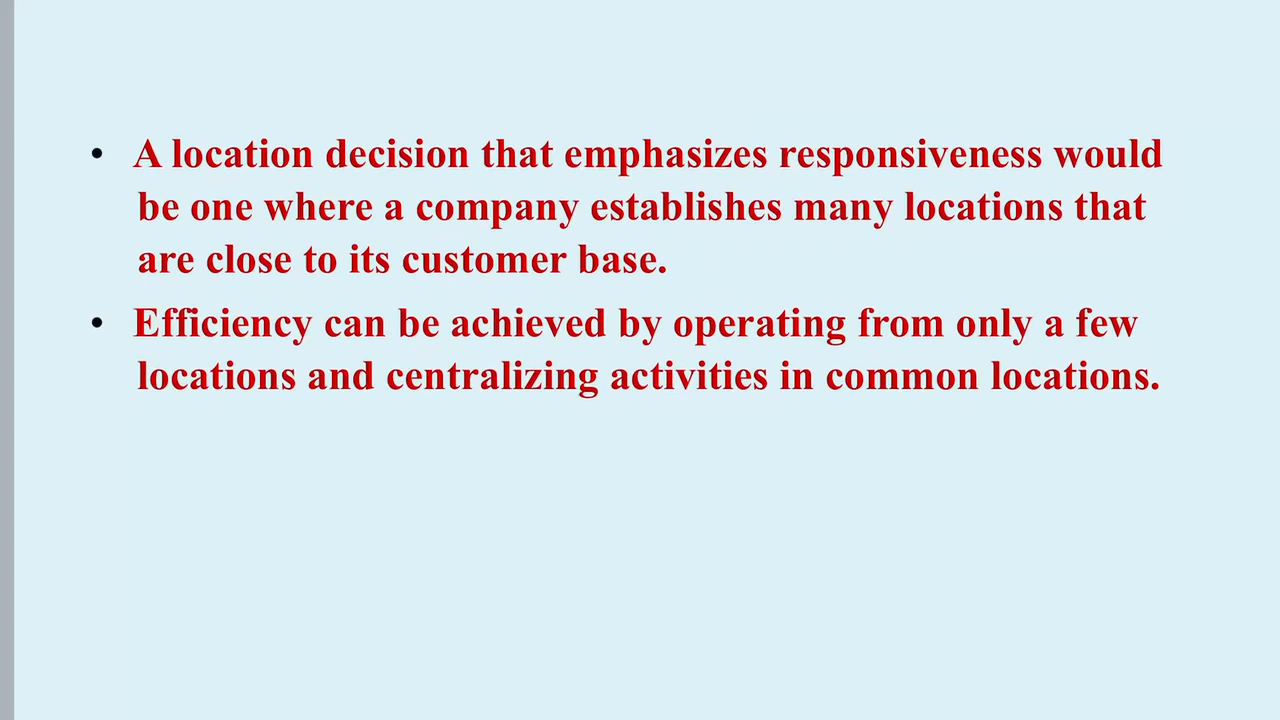 • A location decision that emphasizes responsiveness would
be one where a company establishes many locations that
are close to its customer base.
• Efficiency can be achieved by operating from only a few
locations and centralizing activities in common locations.